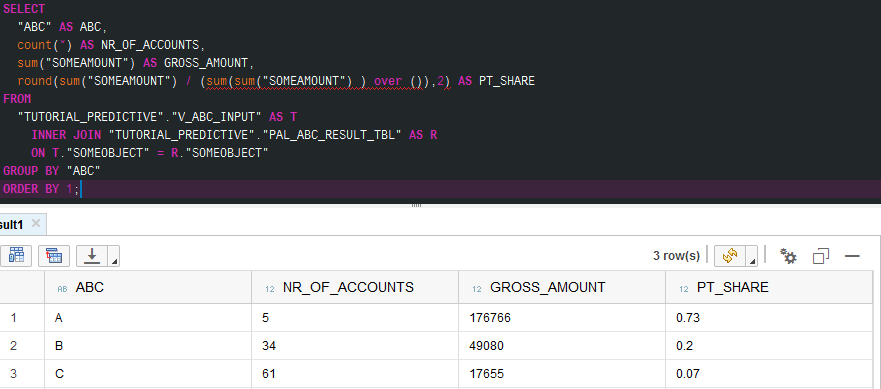 SELECT
"ABC" AS ABC,
count(*) AS NR_OF_ACCOUNTS,
sum("SOMEAMOUNT") AS GROSS_AMOUNT,
round(sum("SOMEAMOUNT") / (sum(sum("SOMEAMOUNT") ) over ()),2) AS PT_SHARE
FROM
"TUTORIAL_PREDICTIVE"."V_ABC_INPUT" AS T
INNER JOIN "TUTORIAL_PREDICTIVE"."PAL_ABC_RESULT_TBL" AS R
ON T."SOMEOBJECT" = R."SOMEOBJECT"
GROUP BY "ABC"
ORDER BY 1;
sult1
3 row(s)
AB ABC 12 NR_OF_ACCOUNTS 12 GROSS_AMOUNT 12 PT_SHARE
1 A 5 176766 0.73
2 B 34 49080 0.2
3 C 61 17655 0.07